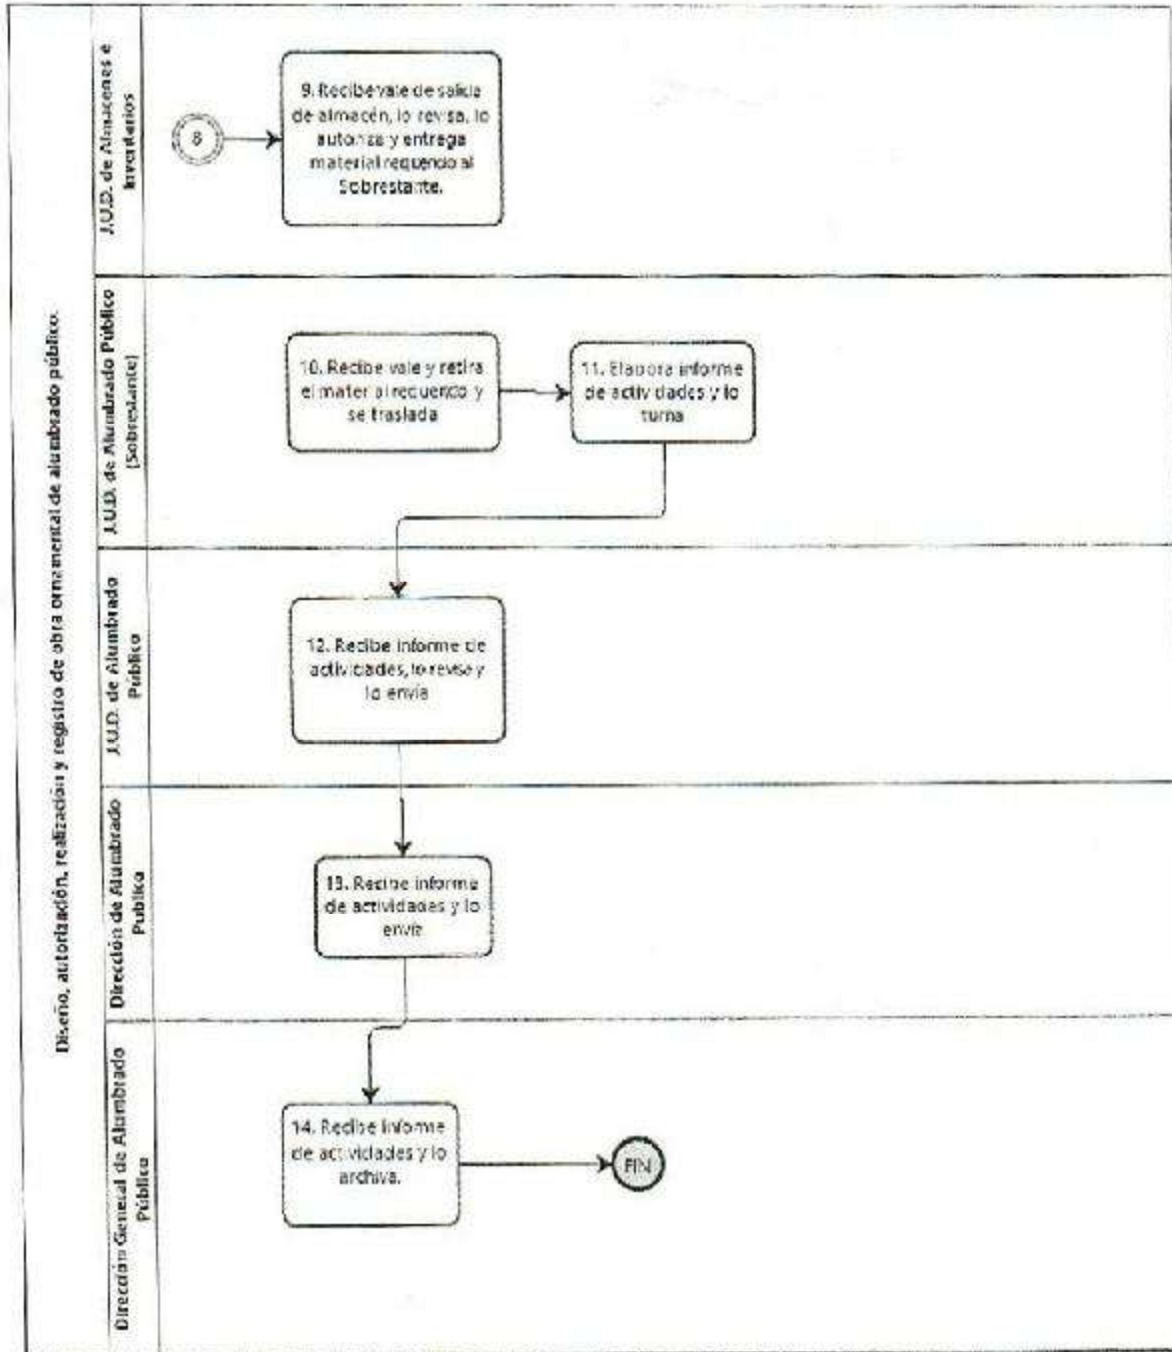 Diseño, autorización, realización y registro de obra ornamental de alumbrado público.
J.U.D. de Almacenes e
Inventarios
8
9. Recibe vale de salida
de almacén, lo revisa, lo
autoriza y entrega
material requerido al
Sobrestante.
J.U.D. de Alumbrado Público
(Sobrestante)
10. Recibe vale y retira
el material requerido y
se traslada
11. Elabora informe
de actividades y lo
turna
J.U.D. de Alumbrado
Público
12. Recibe informe de
actividades, lo revisa y
lo envía
Dirección de Alumbrado
Publico
13. Recibe informe
de actividades y lo
envía
Dirección General de Alumbrado
Público
14. Recibe informe
de actividades y lo
archiva.
FIN